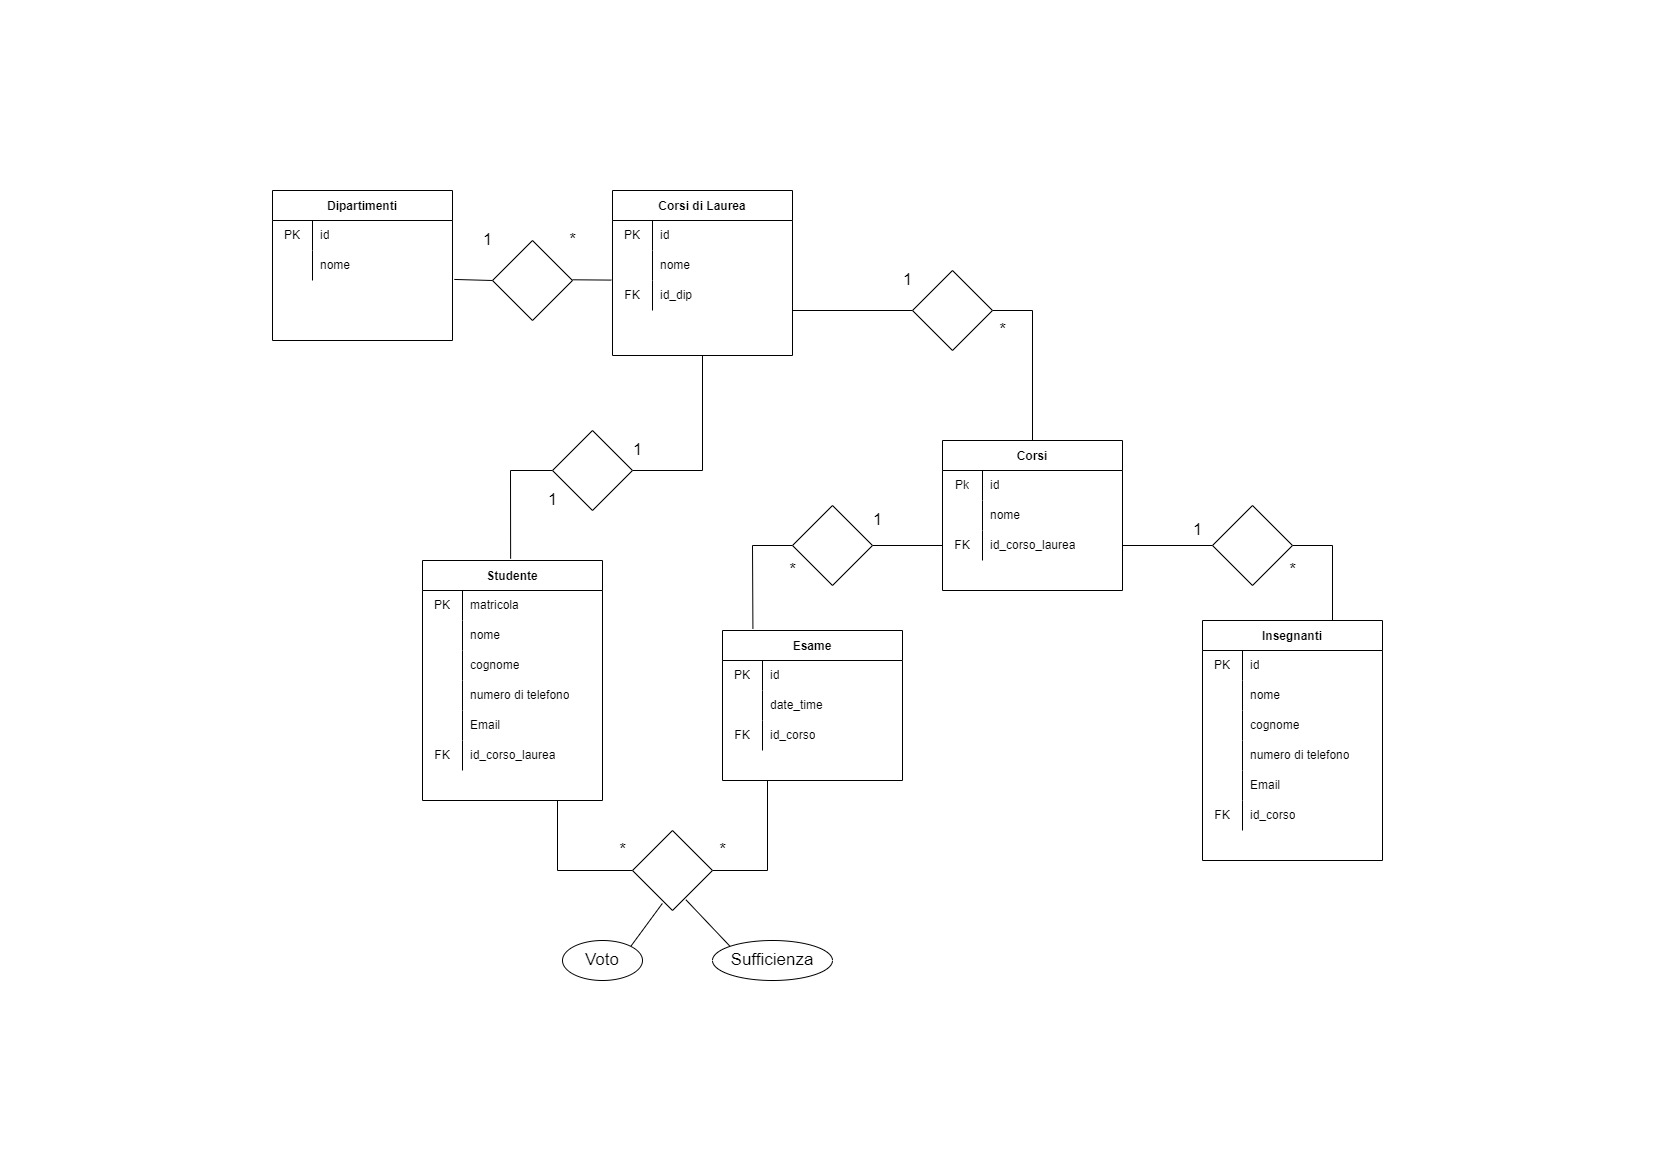 Dipartimenti
PK id
nome
1
*
Corsi di Laurea
PK id
nome
FK id_dip
1
*
1
1
Corsi
Pk id
nome
FK id_corso_laurea
1
*
1
*
Studente
PK matricola
nome
cognome
numero di telefono
Email
FK id_corso_laurea
Esame
PK id
date_time
FK id_corso
Insegnanti
PK id
nome
cognome
numero di telefono
Email
FK id_corso
*
*
Voto
Sufficienza